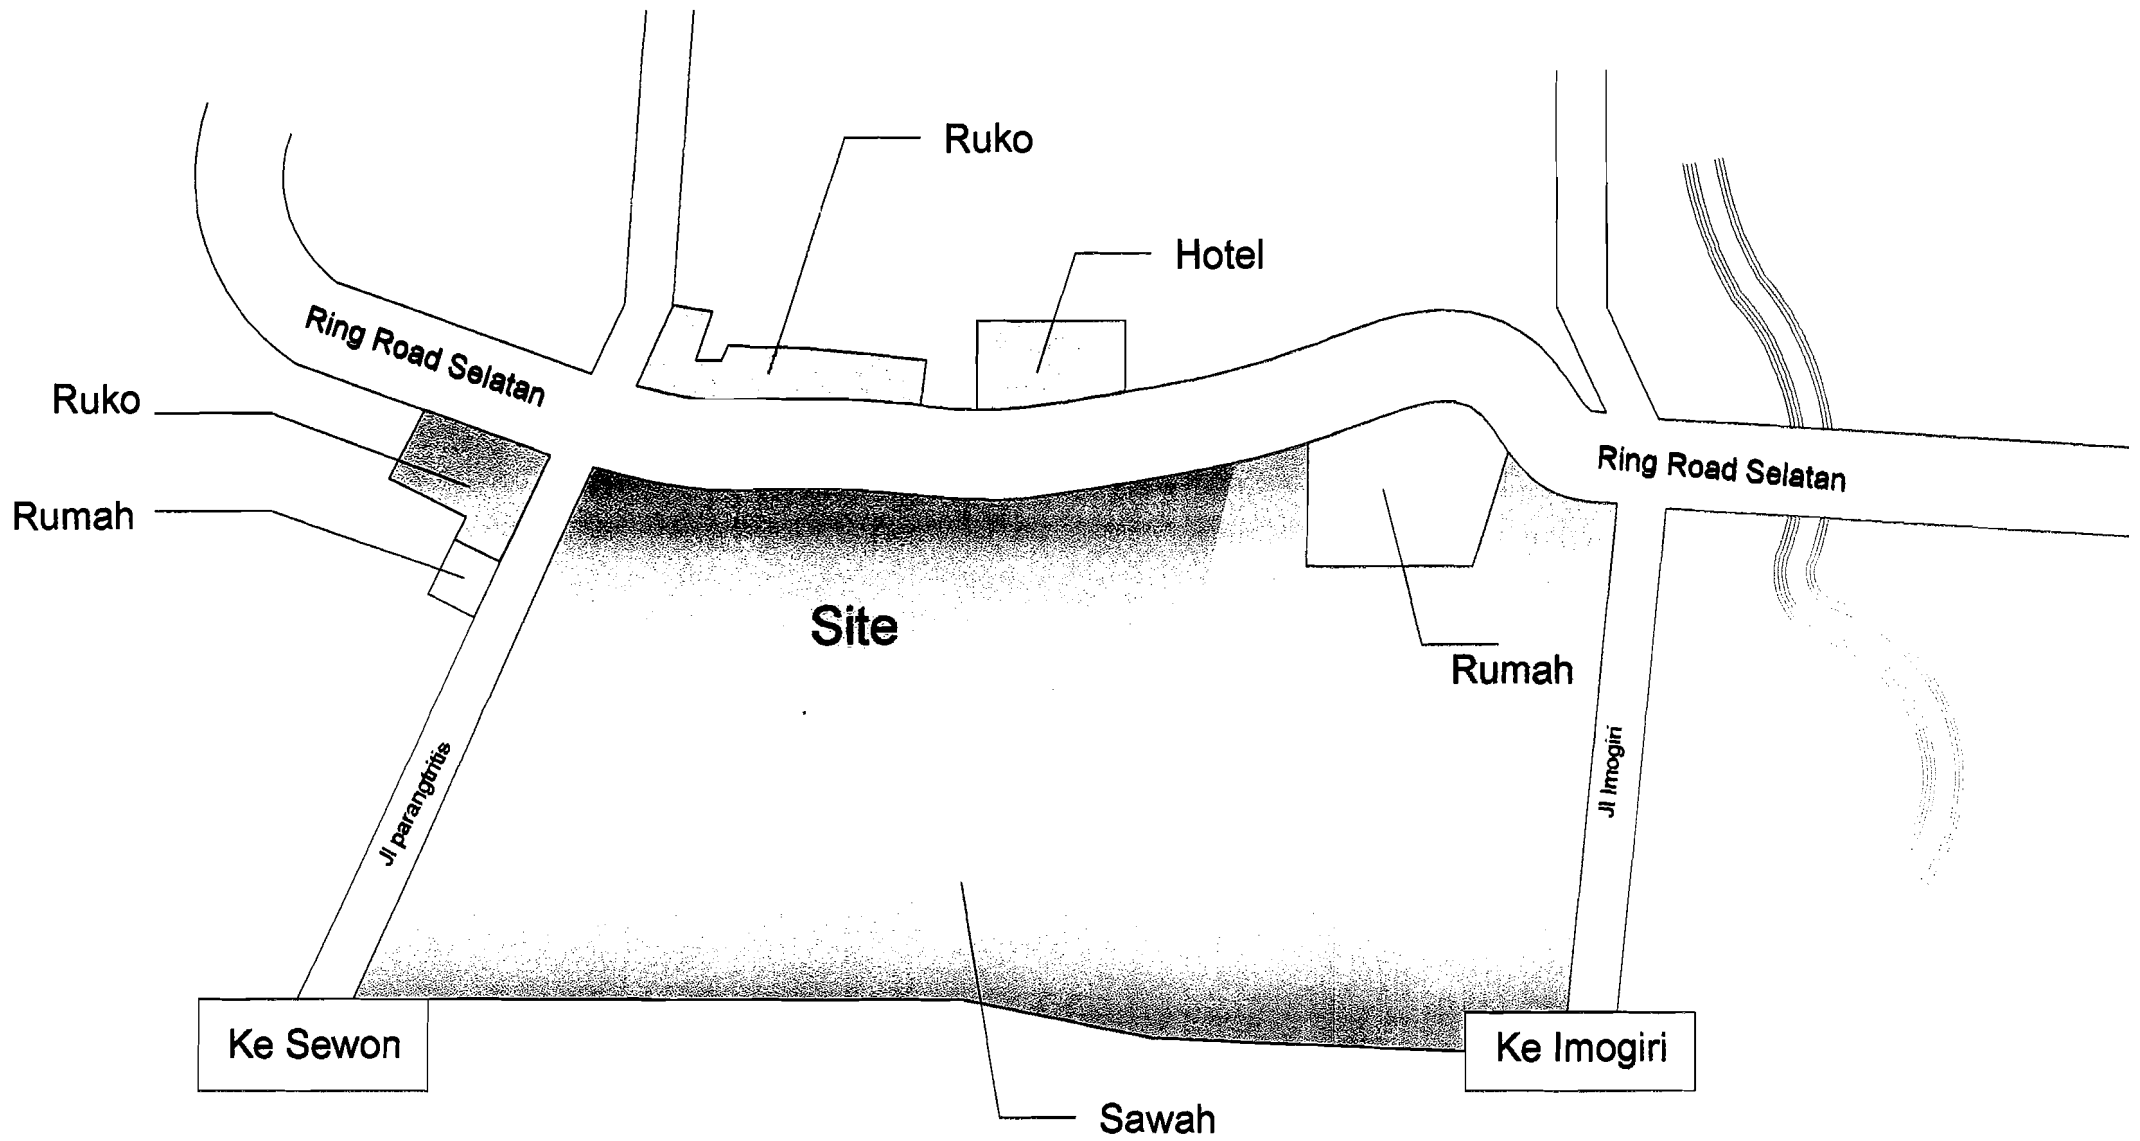 Ruko
Hotel
Ring Road Selatan
Ruko
Ring Road Selatan
Rumah
Site
Rumah
Jl parangtritis
Jl Imogiri
Ke Sewon
Ke Imogiri
Sawah